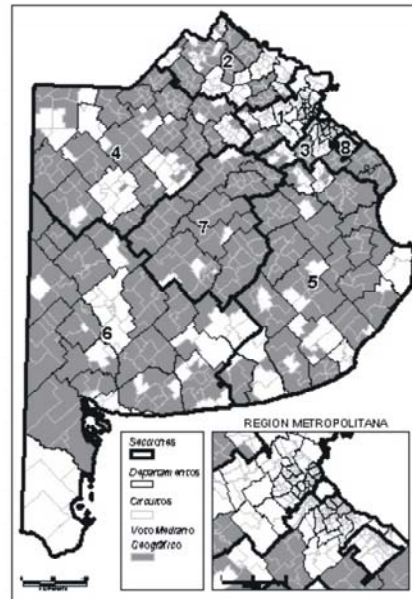 2
4
3
8
7
5
6
REGION METROPOLITANA
Secciones
Departamentos
Circuitos
Voto Mediano
Geográfico